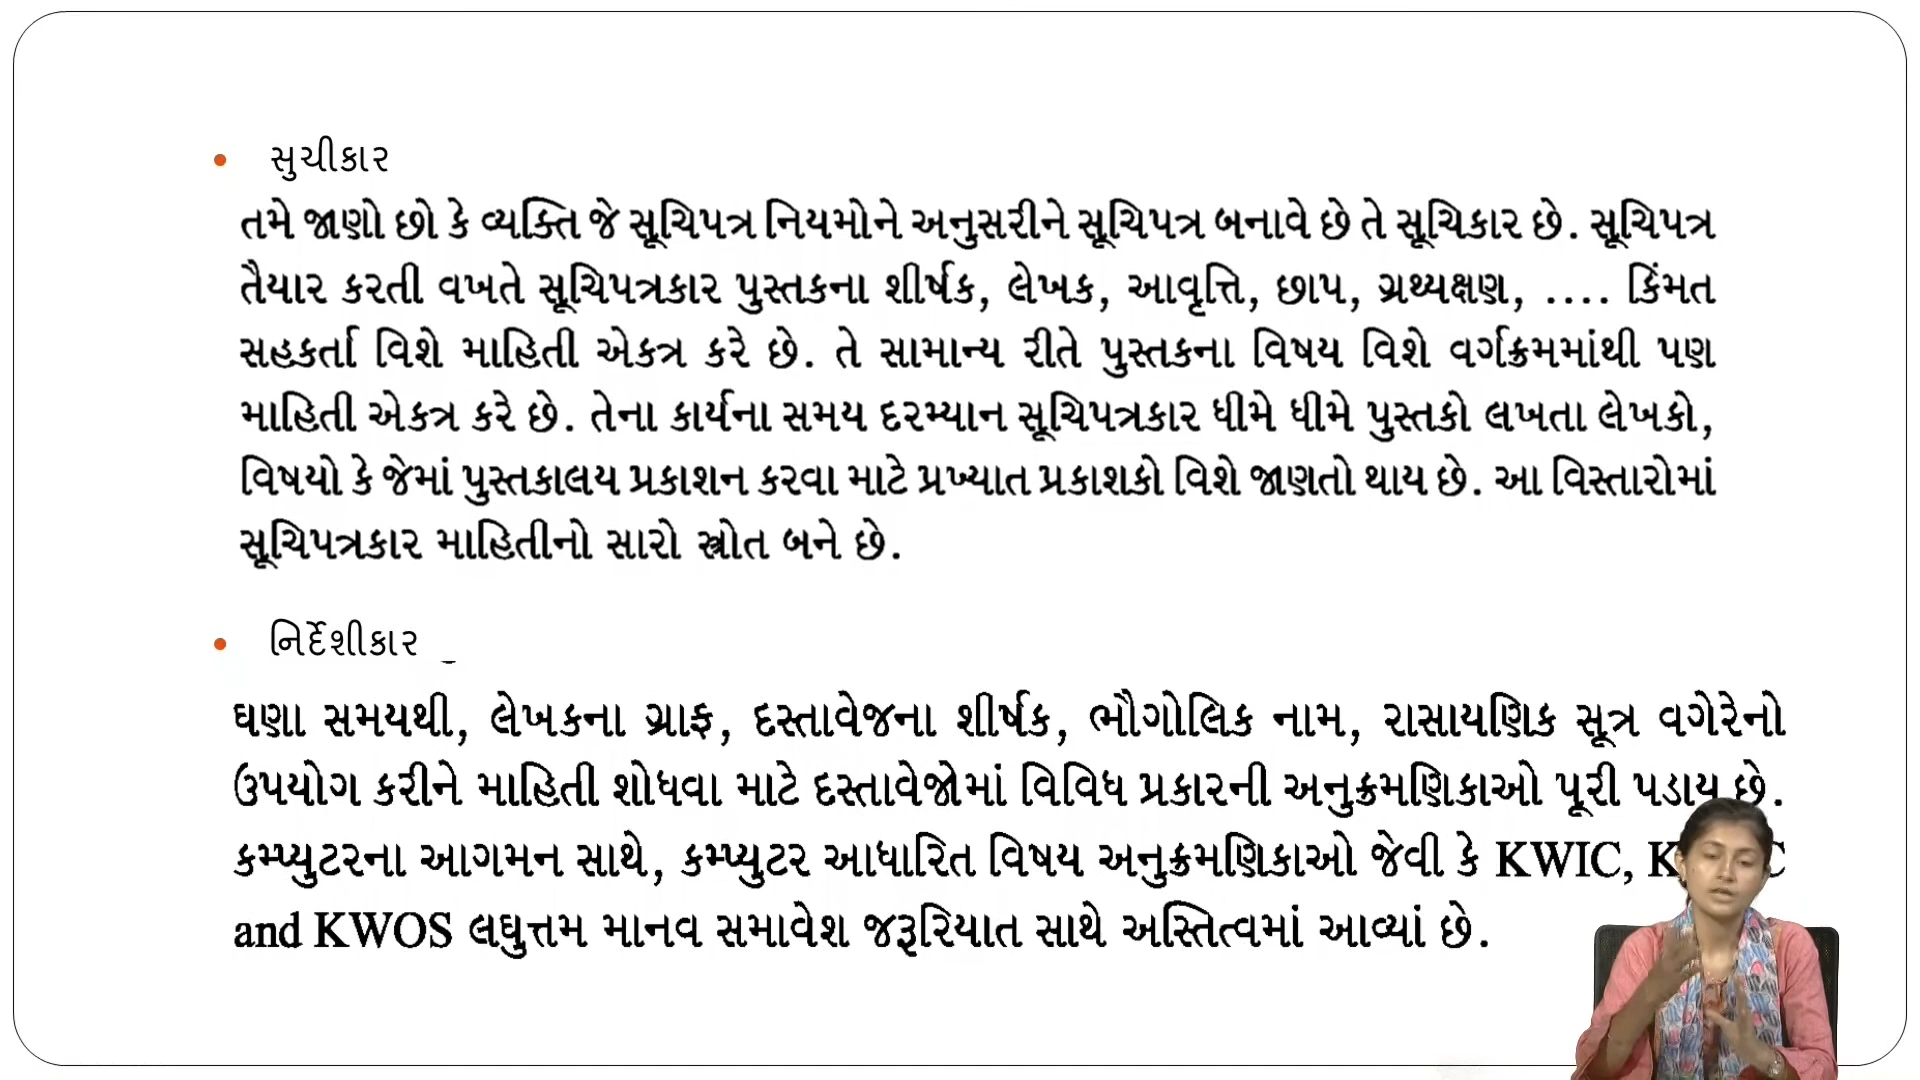 સુચીકાર
તમે જાણો છો કે વ્યક્તિ જે સૂચિપત્ર નિયમોને અનુસરીને સૂચિપત્ર બનાવે છે તે સૂચિકાર છે. સૂચિપત્ર
તૈયાર કરતી વખતે સૂચિપત્રકાર પુસ્તકના શીર્ષક, લેખક, આવૃત્તિ, છાપ, ગ્રથ્યક્ષણ, .... કિંમત
સહકર્તા વિશે માહિતી એકત્ર કરે છે. તે સામાન્ય રીતે પુસ્તકના વિષય વિશે વર્ગક્રમમાંથી પણ
માહિતી એકત્ર કરે છે. તેના કાર્યના સમય દરમ્યાન સૂચિપત્રકાર ધીમે ધીમે પુસ્તકો લખતા લેખકો,
વિષયો કે જેમાં પુસ્તકાલય પ્રકાશન કરવા માટે પ્રખ્યાત પ્રકાશકો વિશે જાણતો થાય છે. આ વિસ્તારોમાં
સૂચિપત્રકાર માહિતીનો સારો સ્ત્રોત બને છે.
નિર્દેશીકાર
ઘણા સમયથી, લેખકના ગ્રાફ, દસ્તાવેજના શીર્ષક, ભૌગોલિક નામ, રાસાયણિક સૂત્ર વગેરેનો
ઉપયોગ કરીને માહિતી શોધવા માટે દસ્તાવેજોમાં વિવિધ પ્રકારની અનુક્રમણિકાઓ પૂરી પડાય છે.
કમ્પ્યુટરના આગમન સાથે, કમ્પ્યુટર આધારિત વિષય અનુક્રમણિકાઓ જેવી કે KWIC,
and KWOS લઘુત્તમ માનવ સમાવેશ જરૂરિયાત સાથે અસ્તિત્વમાં આવ્યાં છે.